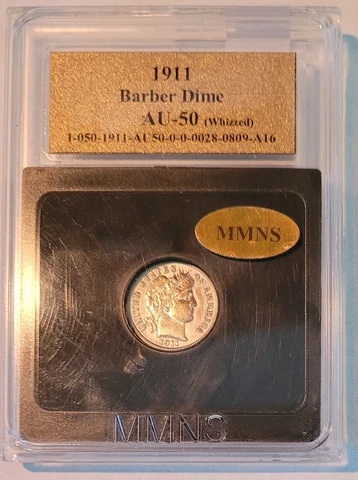 1911
Barber Dime
AU-50 (Whizzed)
1-050-1911-AU50-0-0-0028-0809-A16
MMNS
UNITED STATES OF AMERICA
1911
MMNS